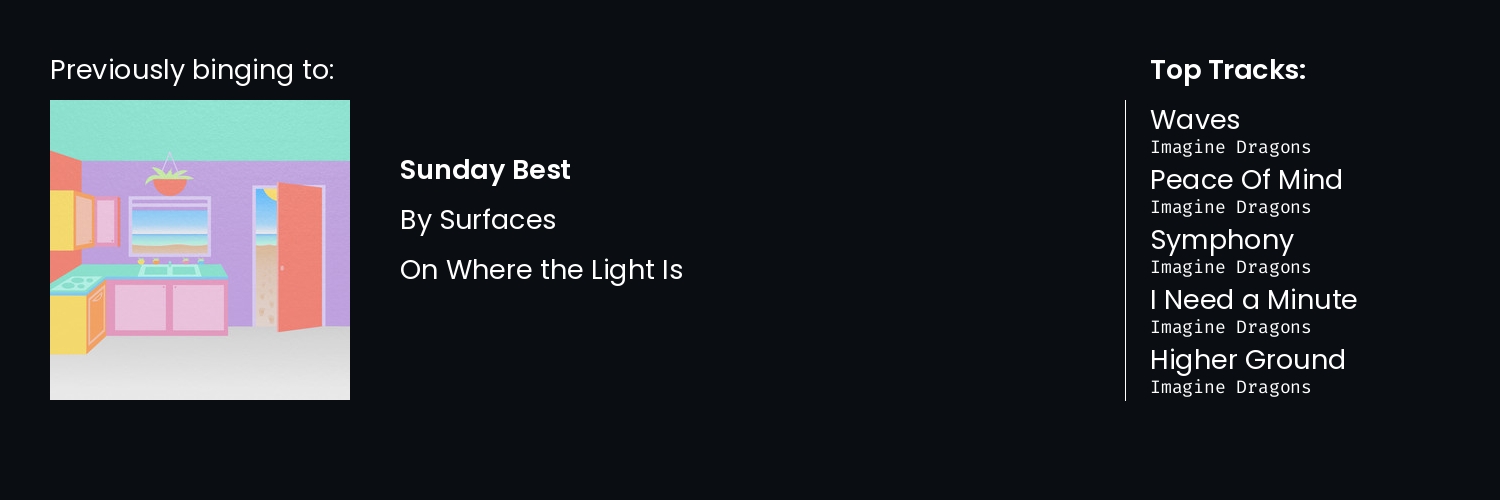 Previously binging to:
Sunday Best
By Surfaces
On Where the Light Is
Top Tracks:
Waves
Imagine Dragons
Peace Of Mind
Imagine Dragons
Symphony
Imagine Dragons
I Need a Minute
Imagine Dragons
Higher Ground
Imagine Dragons